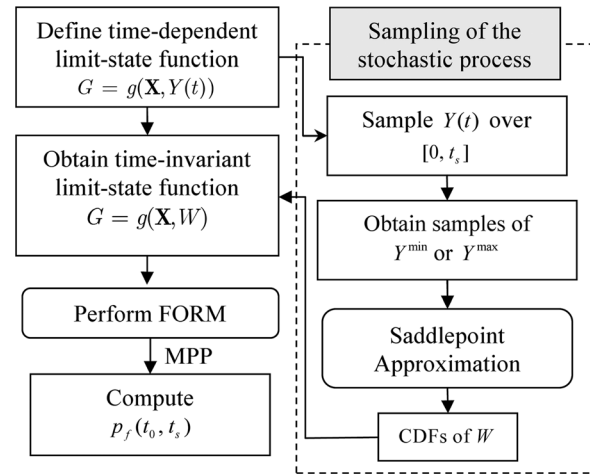 Define time-dependent
limit-state function
G = g(X, Y(t))
Obtain time-invariant
limit-state function
G = g(X, W)
Perform FORM
MPP
Compute
p_f(t_0, t_s)
Sampling of the
stochastic process
Sample Y(t) over
[0, t_s]
Obtain samples of
Y^min or Y^max
Saddlepoint
Approximation
CDFs of W